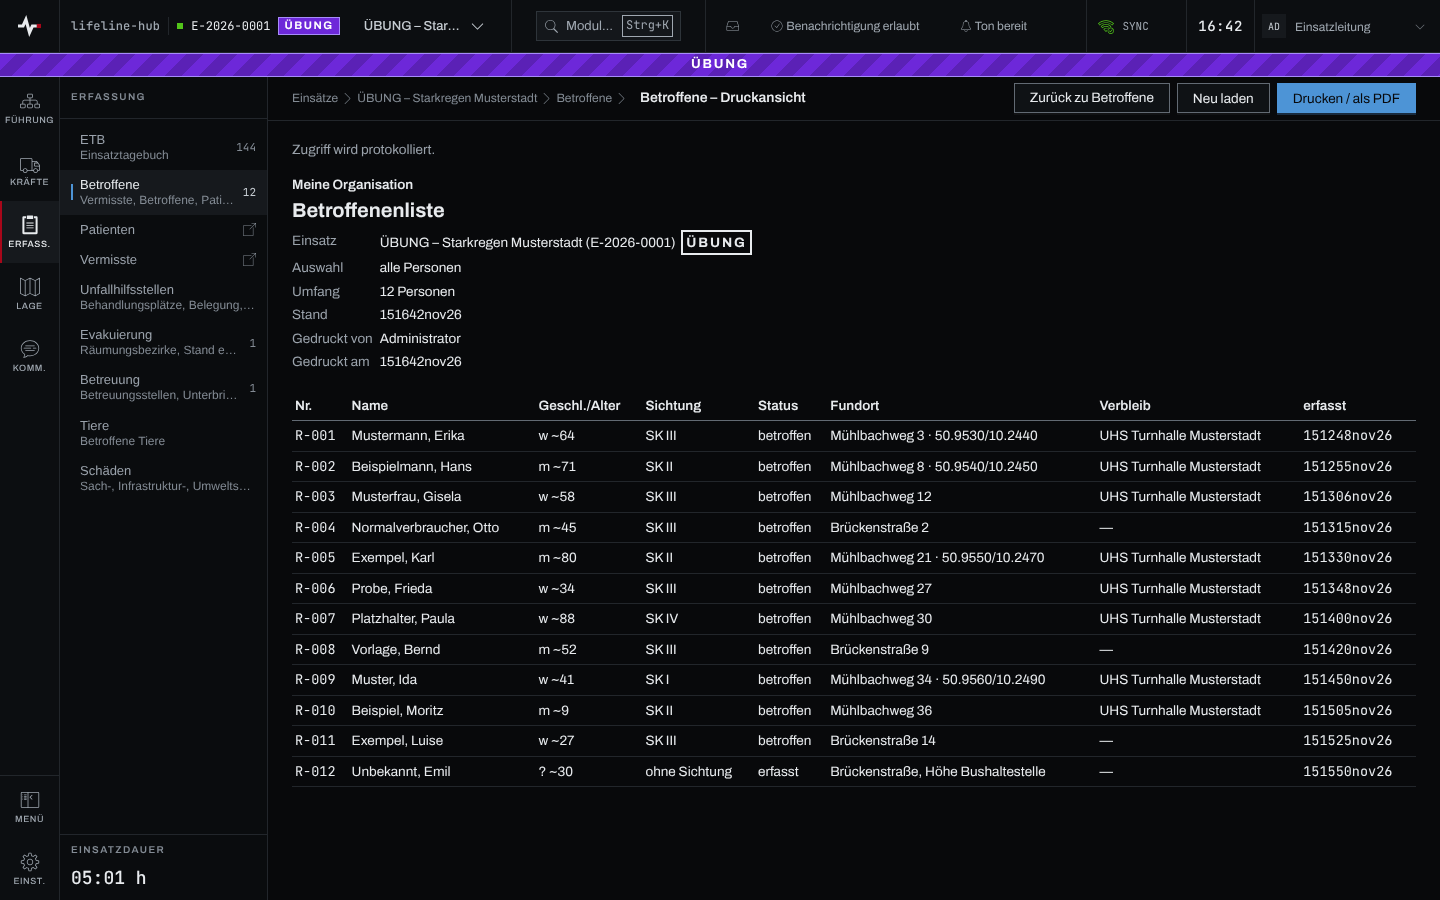 lifeline-hub E-2026-0001 ÜBUNG ÜBUNG – Star... Modul... Strg+K Benachrichtigung erlaubt Ton bereit SYNC 16:42 AD Einsatzleitung
ÜBUNG
FÜHRUNG
KRÄFTE
ERFASS.
LAGE
KOMM.
MENÜ
EINST.
ERFASSUNG
ETB
Einsatztagebuch
144
Betroffene
Vermisste, Betroffene, Pati...
12
Patienten
Vermisste
Unfallhilfsstellen
Behandlungsplätze, Belegung,...
Evakuierung
Räumungsbezirke, Stand e...
1
Betreuung
Betreuungsstellen, Unterbri...
1
Tiere
Betroffene Tiere
Schäden
Sach-, Infrastruktur-, Umwelts...
EINSATZDAUER
05:01 h
Einsätze ÜBUNG – Starkregen Musterstadt Betroffene Betroffene – Druckansicht
Zurück zu Betroffene Neu laden Drucken / als PDF
Zugriff wird protokolliert.
Meine Organisation
Betroffenenliste
Einsatz ÜBUNG – Starkregen Musterstadt (E-2026-0001) ÜBUNG
Auswahl alle Personen
Umfang 12 Personen
Stand 151642nov26
Gedruckt von Administrator
Gedruckt am 151642nov26
Nr. Name Geschl./Alter Sichtung Status Fundort Verbleib erfasst
R-001 Mustermann, Erika w ~64 SK III betroffen Mühlbachweg 3 · 50.9530/10.2440 UHS Turnhalle Musterstadt 151248nov26
R-002 Beispielmann, Hans m ~71 SK II betroffen Mühlbachweg 8 · 50.9540/10.2450 UHS Turnhalle Musterstadt 151255nov26
R-003 Musterfrau, Gisela w ~58 SK III betroffen Mühlbachweg 12 UHS Turnhalle Musterstadt 151306nov26
R-004 Normalverbraucher, Otto m ~45 SK III betroffen Brückenstraße 2 — 151315nov26
R-005 Exempel, Karl m ~80 SK II betroffen Mühlbachweg 21 · 50.9550/10.2470 UHS Turnhalle Musterstadt 151330nov26
R-006 Probe, Frieda w ~34 SK III betroffen Mühlbachweg 27 UHS Turnhalle Musterstadt 151348nov26
R-007 Platzhalter, Paula w ~88 SK IV betroffen Mühlbachweg 30 UHS Turnhalle Musterstadt 151400nov26
R-008 Vorlage, Bernd m ~52 SK III betroffen Brückenstraße 9 — 151420nov26
R-009 Muster, Ida w ~41 SK I betroffen Mühlbachweg 34 · 50.9560/10.2490 UHS Turnhalle Musterstadt 151450nov26
R-010 Beispiel, Moritz m ~9 SK II betroffen Mühlbachweg 36 UHS Turnhalle Musterstadt 151505nov26
R-011 Exempel, Luise w ~27 SK III betroffen Brückenstraße 14 — 151525nov26
R-012 Unbekannt, Emil ? ~30 ohne Sichtung erfasst Brückenstraße, Höhe Bushaltestelle — 151550nov26